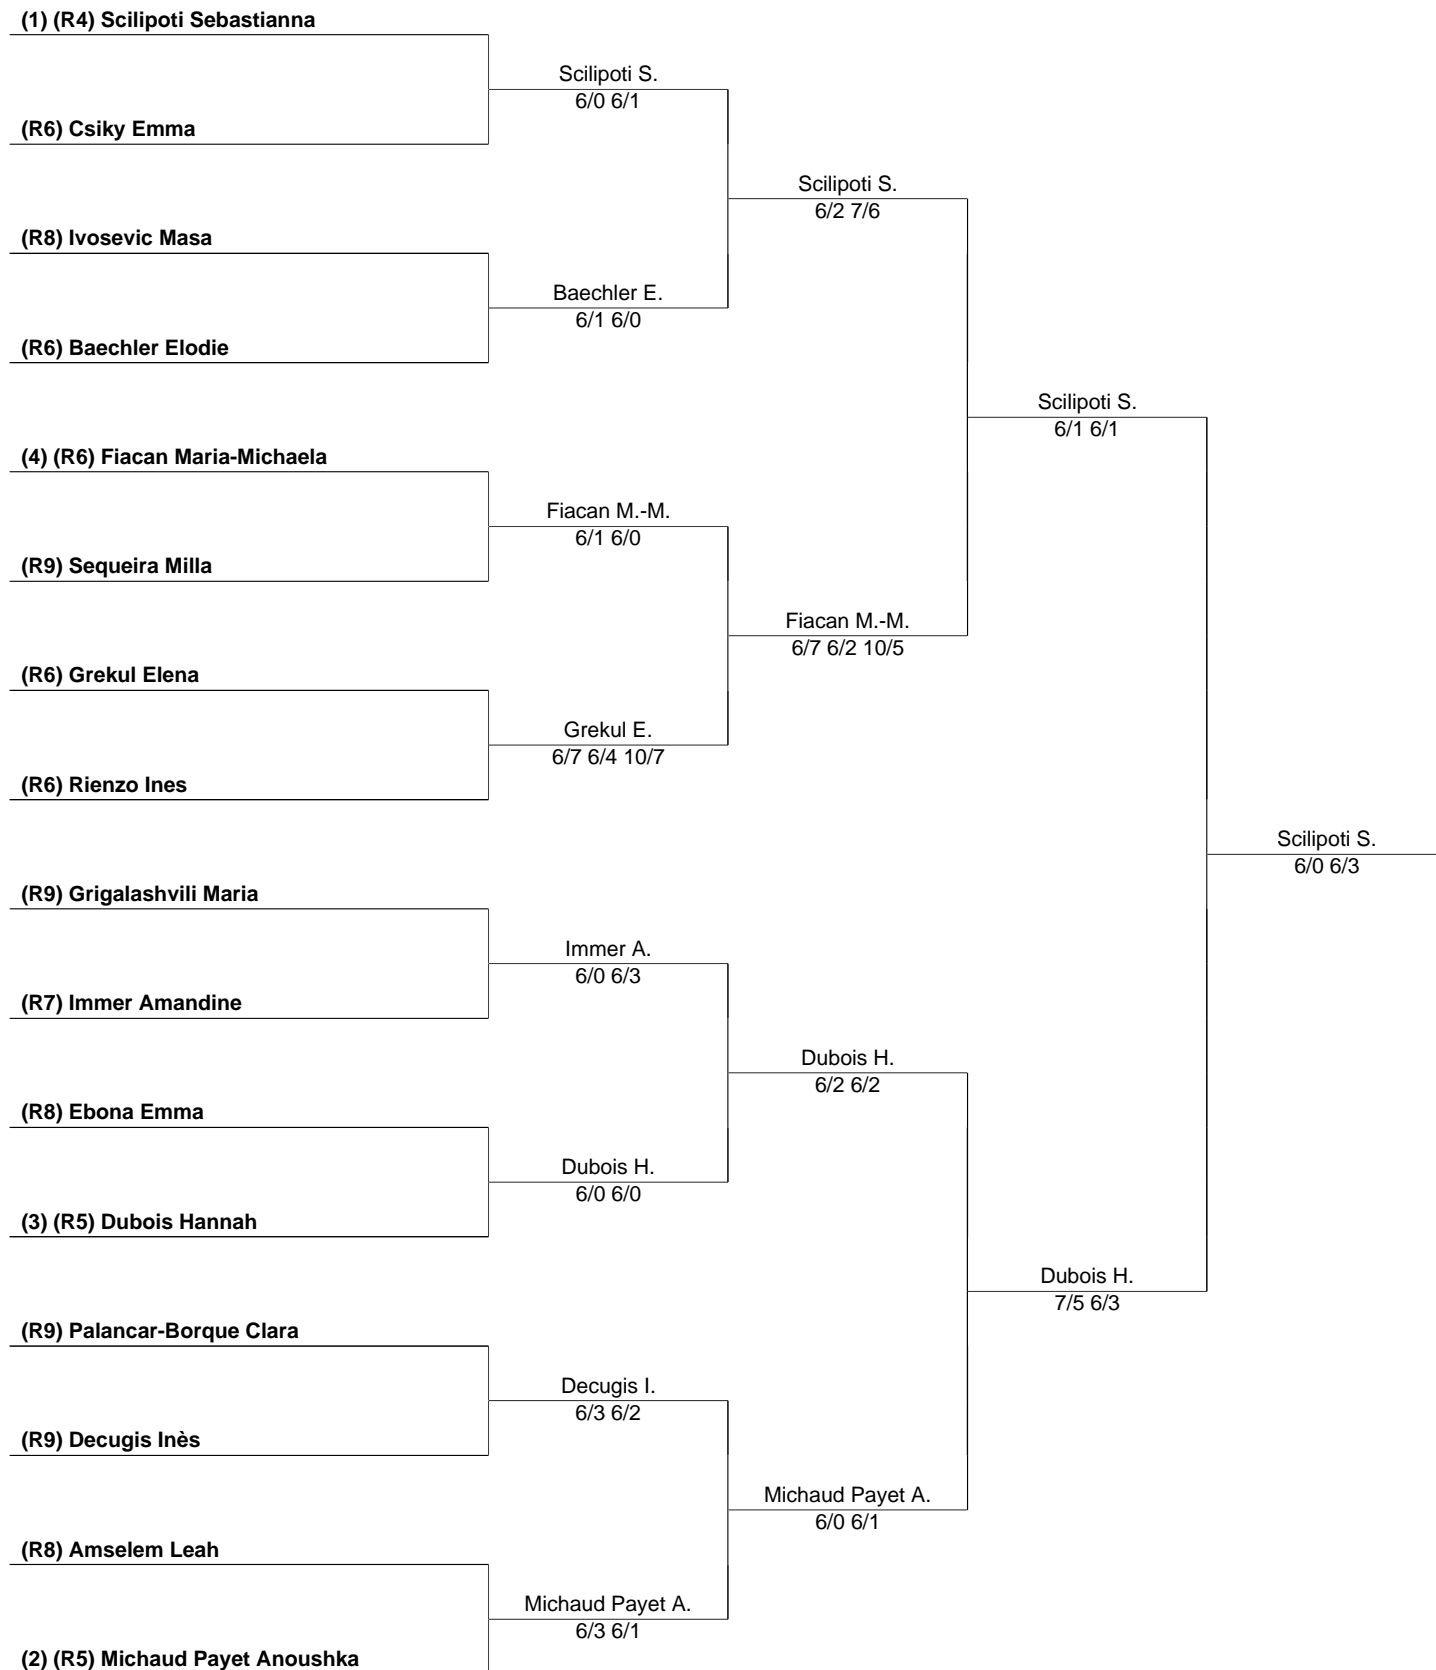 (1) (R4) Scilipoti Sebastianna
Scilipoti S.
6/0 6/1
(R6) Csiky Emma
Scilipoti S.
6/2 7/6
(R8) Ivosevic Masa
Baechler E.
6/1 6/0
(R6) Baechler Elodie
Scilipoti S.
6/1 6/1
(4) (R6) Fiacan Maria-Michaela
Fiacan M.-M.
6/1 6/0
(R9) Sequeira Milla
Fiacan M.-M.
6/7 6/2 10/5
(R6) Grekul Elena
Grekul E.
6/7 6/4 10/7
(R6) Rienzo Ines
Scilipoti S.
6/0 6/3
(R9) Grigalashvili Maria
Immer A.
6/0 6/3
(R7) Immer Amandine
Dubois H.
6/2 6/2
(R8) Ebona Emma
Dubois H.
6/0 6/0
(3) (R5) Dubois Hannah
Dubois H.
7/5 6/3
(R9) Palancar-Borque Clara
Decugis I.
6/3 6/2
(R9) Decugis Inès
Michaud Payet A.
6/0 6/1
(R8) Amselem Leah
Michaud Payet A.
6/3 6/1
(2) (R5) Michaud Payet Anoushka